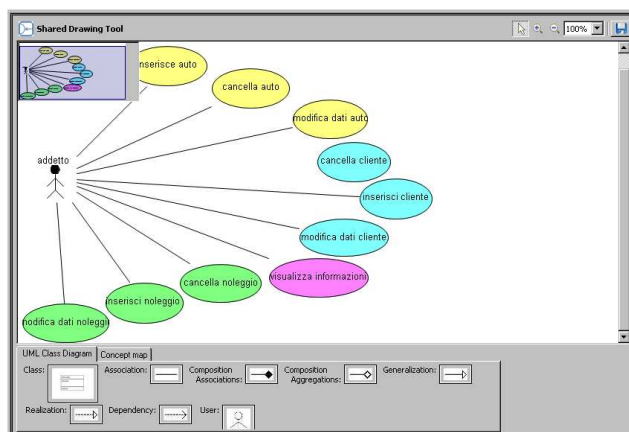 Shared Drawing Tool
100%
inserisce auto
cancella auto
modifica dati auto
addetto
cancella cliente
inserisci cliente
modifica dati cliente
visualizza informazioni
cancella noleggio
inserisci noleggio
modifica dati noleggi
UML Class Diagram
Concept map
Class:
Association:
Composition Associations:
Composition Aggregations:
Generalization:
Realization:
Dependency:
User: